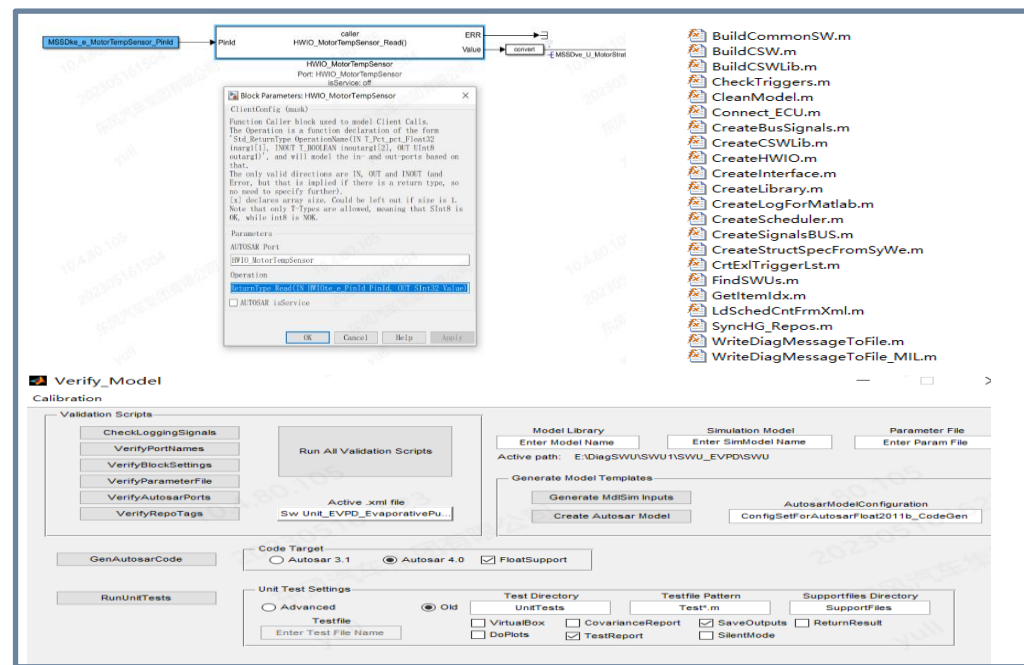 MSSDke_e_MotorTempSensor_PinId
PinId
caller
HWIO_MotorTempSensor_Read()
ERR
Value
convert
HWIO_MotorTempSensor
Port: HWIO_MotorTempSensor
isService: off
Block Parameters: HWIO_MotorTempSensor
ClientConfig (mask)
Function Caller block used to model Client Calls.
The Operation is a function declaration of the form
'Std_ReturnType OperationName(IN T_Pct_pct_Float32
inarg1[1], INOUT T_BOOLEAN inoutarg1[2], OUT UInt8
outarg1)', and will model the in- and out-ports based on
that.
The only valid directions are IN, OUT and INOUT (and
Error, but that is implied if there is a return type, so
no need to specify further).
[x] declares array size. Could be left out if size is 1.
Note that only T-Types are allowed, meaning that SInt8 is
OK, while int8 is NOK.
Parameters
AUTOSAR Port
HWIO_MotorTempSensor
Operation
ReturnType Read(IN HWIOte_e_PinId PinId, OUT SInt32 Value)
AUTOSAR isService
OK
Cancel
Help
Apply
BuildCommonSW.m
BuildCSW.m
BuildCSWLib.m
CheckTriggers.m
CleanModel.m
Connect_ECU.m
CreateBusSignals.m
CreateCSWLib.m
CreateHWIO.m
CreateInterface.m
CreateLibrary.m
CreateLogForMatlab.m
CreateScheduler.m
CreateSignalsBUS.m
CreateStructSpecFromSyWe.m
CrtExlTriggerLst.m
FindSWUs.m
GetItemIdx.m
LdSchedCntFrmXml.m
SyncHG_Repos.m
WriteDiagMessageToFile.m
WriteDiagMessageToFile_MIL.m
Verify_Model
Calibration
Validation Scripts
CheckLoggingSignals
VerifyPortNames
VerifyBlockSettings
VerifyParameterFile
VerifyAutosarPorts
VerifyRepoTags
Run All Validation Scripts
Active .xml file
Sw Unit_EVPD_EvaporativePu...
Model Library
Simulation Model
Parameter File
Enter Model Name
Enter SimModel Name
Enter Param File
Active path: E:\DiagSWU\SWU1\SWU_EVPD\SWU
Generate Model Templates
Generate MdlSim Inputs
Create Autosar Model
AutosarModelConfiguration
ConfigSetForAutosarFloat2011b_CodeGen
GenAutosarCode
Code Target
Autosar 3.1
Autosar 4.0
FloatSupport
RunUnitTests
Unit Test Settings
Advanced
Old
Testfile
Enter Test File Name
Test Directory
Testfile Pattern
Supportfiles Directory
UnitTests
Test*.m
SupportFiles
VirtualBox
CovarianceReport
SaveOutputs
ReturnResult
DoPlots
TestReport
SilentMode